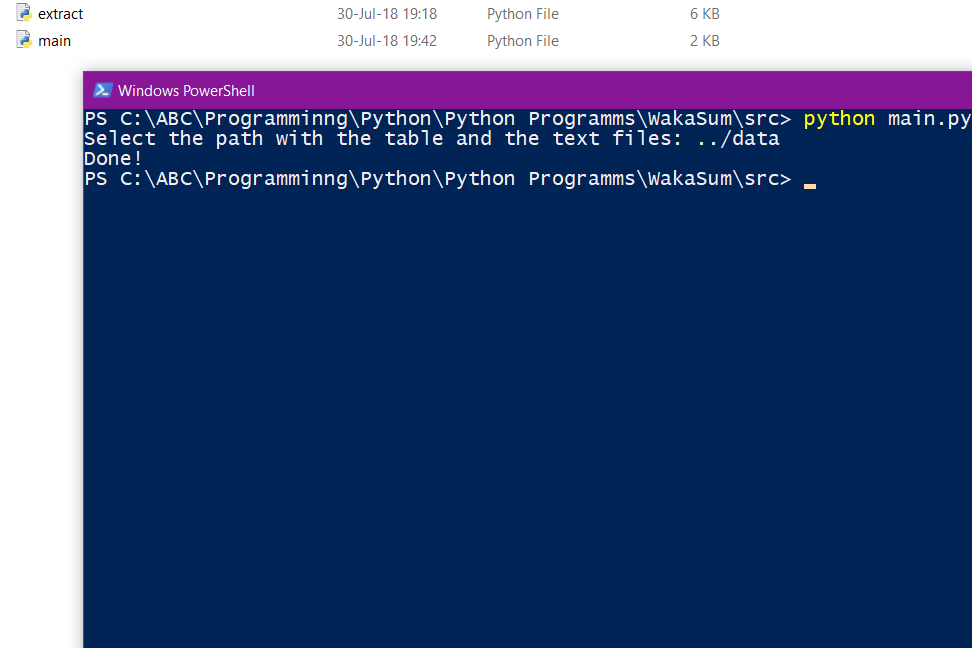 extract 30-Jul-18 19:18 Python File 6 KB
main 30-Jul-18 19:42 Python File 2 KB
Windows PowerShell
PS C:\ABC\Programminng\Python\Python Programms\WakaSum\src> python main.py
Select the path with the table and the text files: ../data
Done!
PS C:\ABC\Programminng\Python\Python Programms\WakaSum\src>